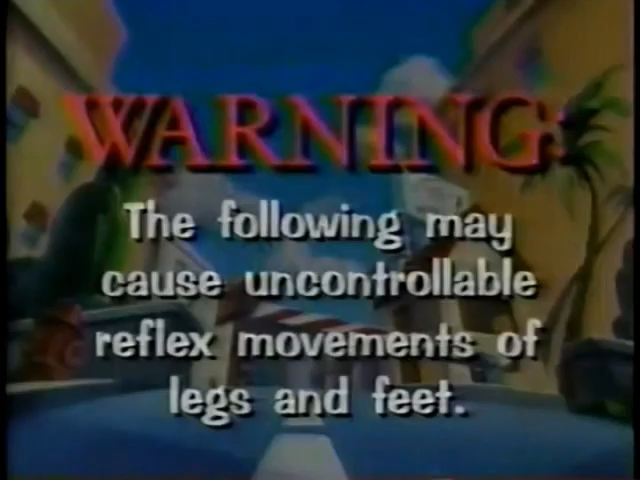 WARNING:
The following may
cause uncontrollable
reflex movements of
legs and feet.